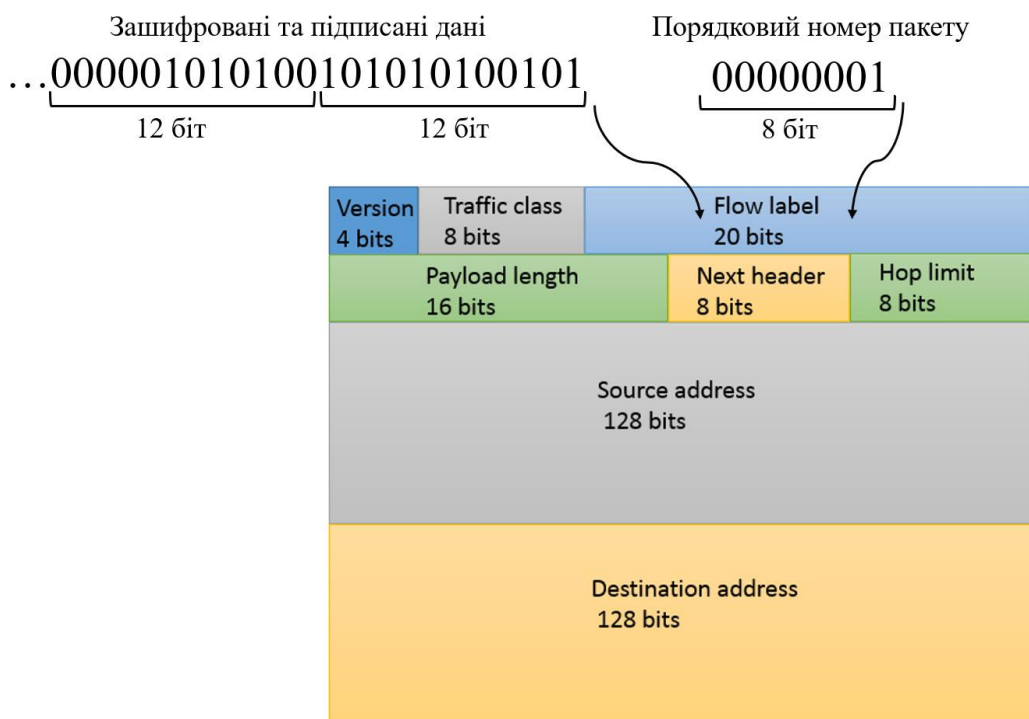 Зашифровані та підписані дані
Порядковий номер пакету
...000001010100101010100101
00000001
12 біт
12 біт
8 біт
Version
4 bits
Traffic class
8 bits
Flow label
20 bits
Payload length
16 bits
Next header
8 bits
Hop limit
8 bits
Source address
128 bits
Destination address
128 bits